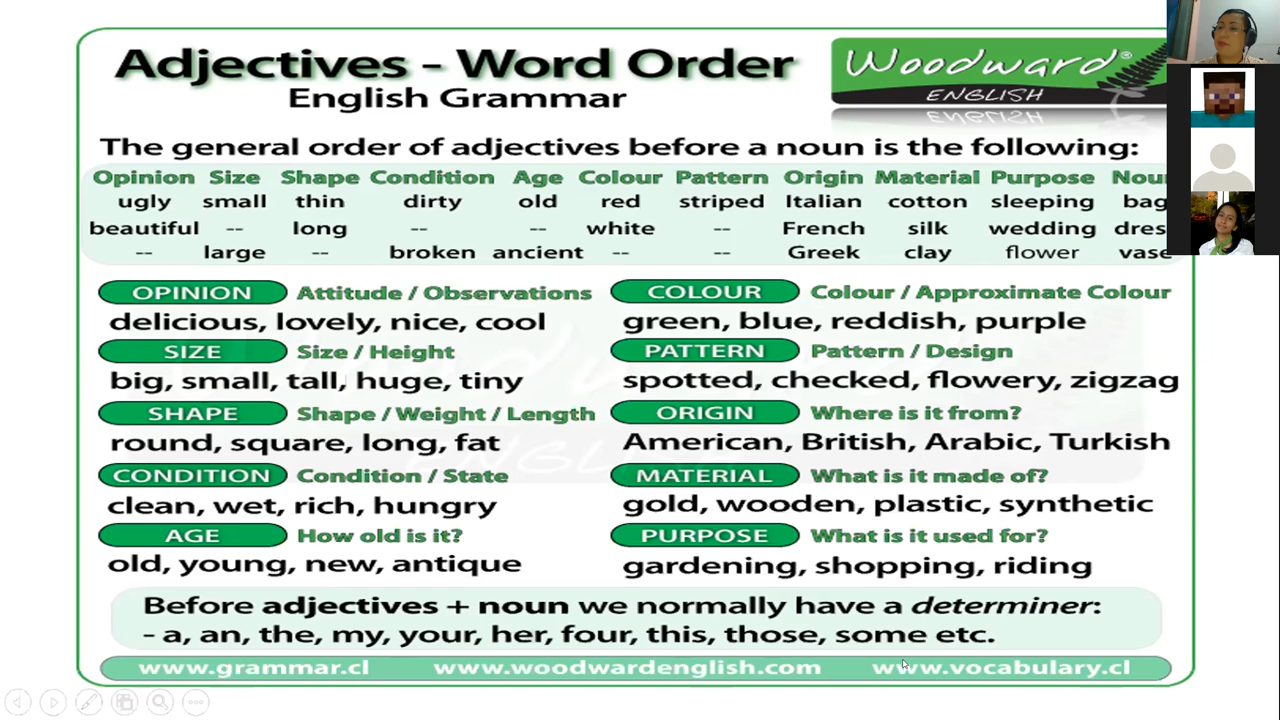 Adjectives - Word Order
English Grammar
Woodward®
ENGLISH
The general order of adjectives before a noun is the following:
Opinion Size Shape Condition Age Colour Pattern Origin Material Purpose
ugly small thin dirty old red striped Italian cotton sleeping bag
beautiful -- long -- -- white -- French silk wedding
-- large -- broken ancient -- -- Greek clay flower vase
OPINION Attitude / Observations
delicious, lovely, nice, cool
SIZE Size / Height
big, small, tall, huge, tiny
SHAPE Shape / Weight / Length
round, square, long, fat
CONDITION Condition / State
clean, wet, rich, hungry
AGE How old is it?
old, young, new, antique
COLOUR Colour / Approximate Colour
green, blue, reddish, purple
PATTERN Pattern / Design
spotted, checked, flowery, zigzag
ORIGIN Where is it from?
American, British, Arabic, Turkish
MATERIAL What is it made of?
gold, wooden, plastic, synthetic
PURPOSE What is it used for?
gardening, shopping, riding
Before adjectives + noun we normally have a determiner:
- a, an, the, my, your, her, four, this, those, some etc.
www.grammar.cl www.woodwardenglish.com www.vocabulary.cl